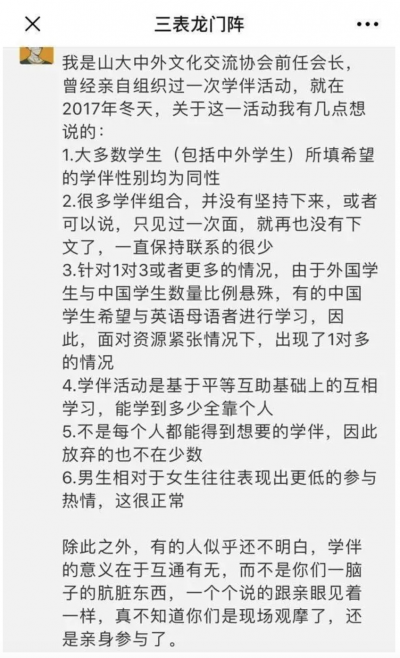 三表龙门阵
我是山大中外文化交流协会前任会长，
曾经亲自组织过一次学伴活动，就在
2017年冬天，关于这一活动我有几点想
说的：
1.大多数学生（包括中外学生）所填希望
的学伴性别均为同性
2.很多学伴组合，并没有坚持下来，或者
可以说，只见过一次面，就再也没有下
文了，一直保持联系的很少
3.针对1对3或者更多的情况，由于外国学
生与中国学生数量比例悬殊，有的中国
学生希望与英语母语者进行学习，因
此，面对资源紧张情况下，出现了1对多
的情况
4.学伴活动是基于平等互助基础上的互相
学习，能学到多少全靠个人
5.不是每个人都能得到想要的学伴，因此
放弃的也不在少数
6.男生相对于女生往往表现出更低的参与
热情，这很正常
除此之外，有的人似乎还不明白，学伴
的意义在于互通有无，而不是你们一脑
子的肮脏东西，一个个说的跟亲眼见着
一样，真不知道你们是现场观摩了，还
是亲身参与了。